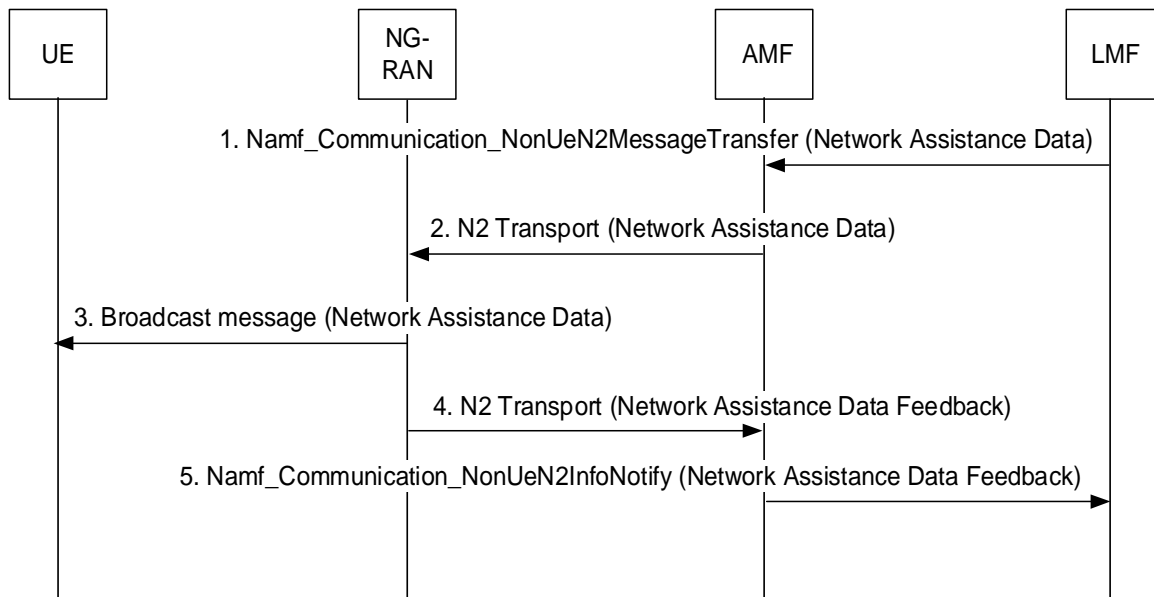 UE
NG-
RAN
AMF
LMF
1. Namf_Communication_NonUeN2MessageTransfer (Network Assistance Data)
2. N2 Transport (Network Assistance Data)
3. Broadcast message (Network Assistance Data)
4. N2 Transport (Network Assistance Data Feedback)
5. Namf_Communication_NonUeN2InfoNotify (Network Assistance Data Feedback)